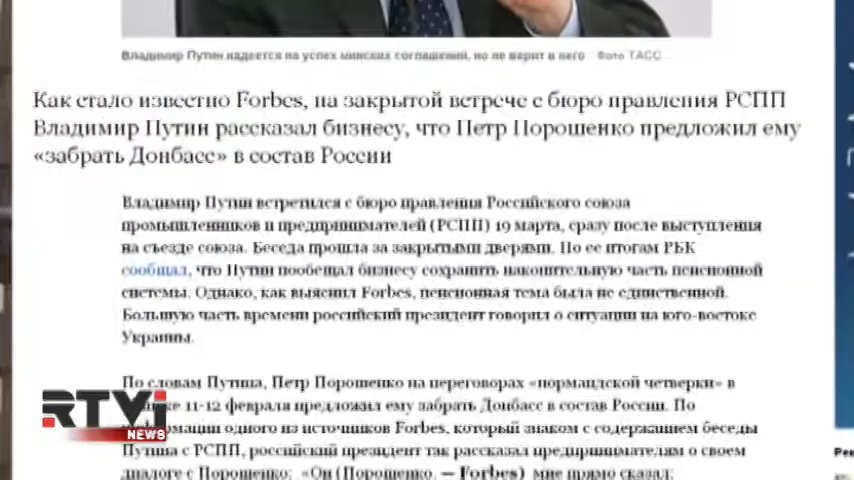 Владимир Путин надеется на успех минских соглашений, но не верит в него Фото ТАСС
Как стало известно Forbes, на закрытой встрече с бюро правления РСПП
Владимир Путин рассказал бизнесу, что Петр Порошенко предложил ему
«забрать Донбасс» в состав России
Владимир Путин встретился с бюро правления Российского союза
промышленников и предпринимателей (РСПП) 19 марта, сразу после выступления
на съезде союза. Беседа прошла за закрытыми дверями. По ее итогам РБК
сообщал, что Путин пообещал бизнесу сохранить накопительную часть пенсионной
системы. Однако, как выяснил Forbes, пенсионная тема была не единственной.
Большую часть времени российский президент говорил о ситуации на юго-востоке
Украины.
По словам Путина, Петр Порошенко на переговорах «нормандской четверки» в
11-12 февраля предложил ему забрать Донбасс в состав России. По
информации одного из источников Forbes, который знаком с содержанием беседы
Путина с РСПП, российский президент так рассказал предпринимателям о своем
диалоге с Порошенко: «Он (Порошенко. — Forbes) мне прямо сказал:
RTVi
NEWS